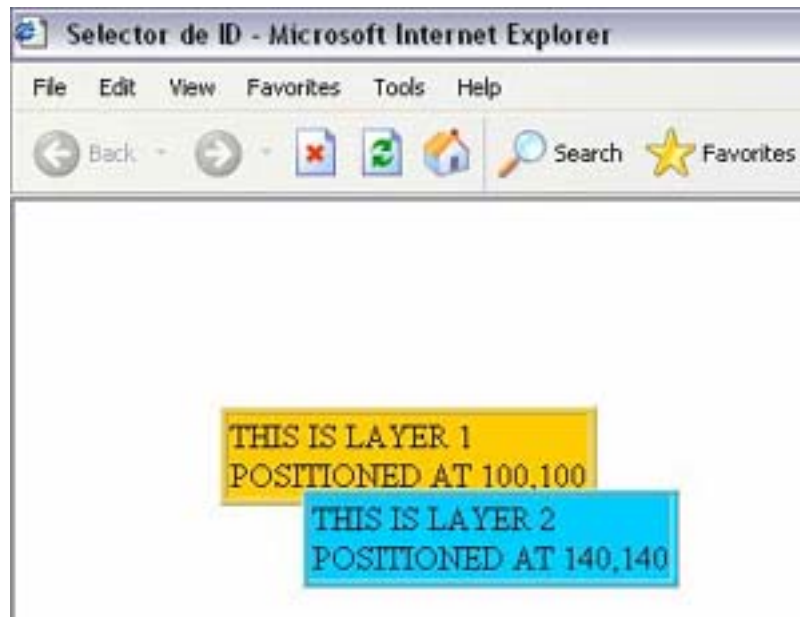 Selector de ID - Microsoft Internet Explorer
File Edit View Favorites Tools Help
Back Search Favorites
THIS IS LAYER 1
POSITIONED AT 100,100
THIS IS LAYER 2
POSITIONED AT 140,140